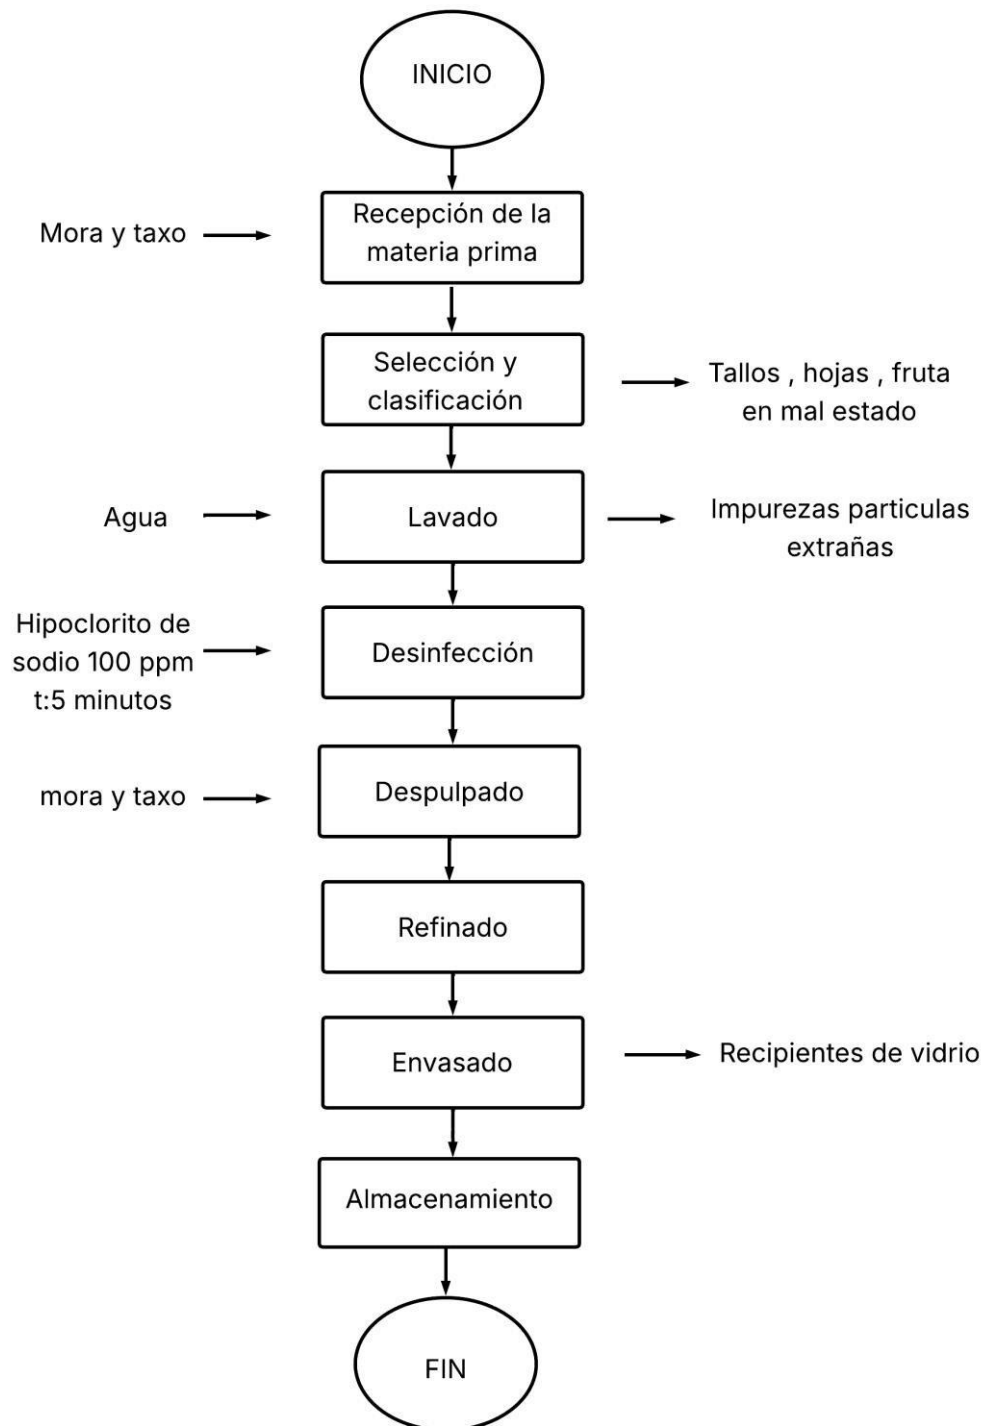 INICIO
Mora y taxo
Recepción de la
materia prima
Selección y
clasificación
Tallos , hojas , fruta
en mal estado
Agua
Lavado
Impurezas particulas
extrañas
Hipoclorito de
sodio 100 ppm
t:5 minutos
Desinfección
mora y taxo
Despulpado
Refinado
Envasado
Recipientes de vidrio
Almacenamiento
FIN